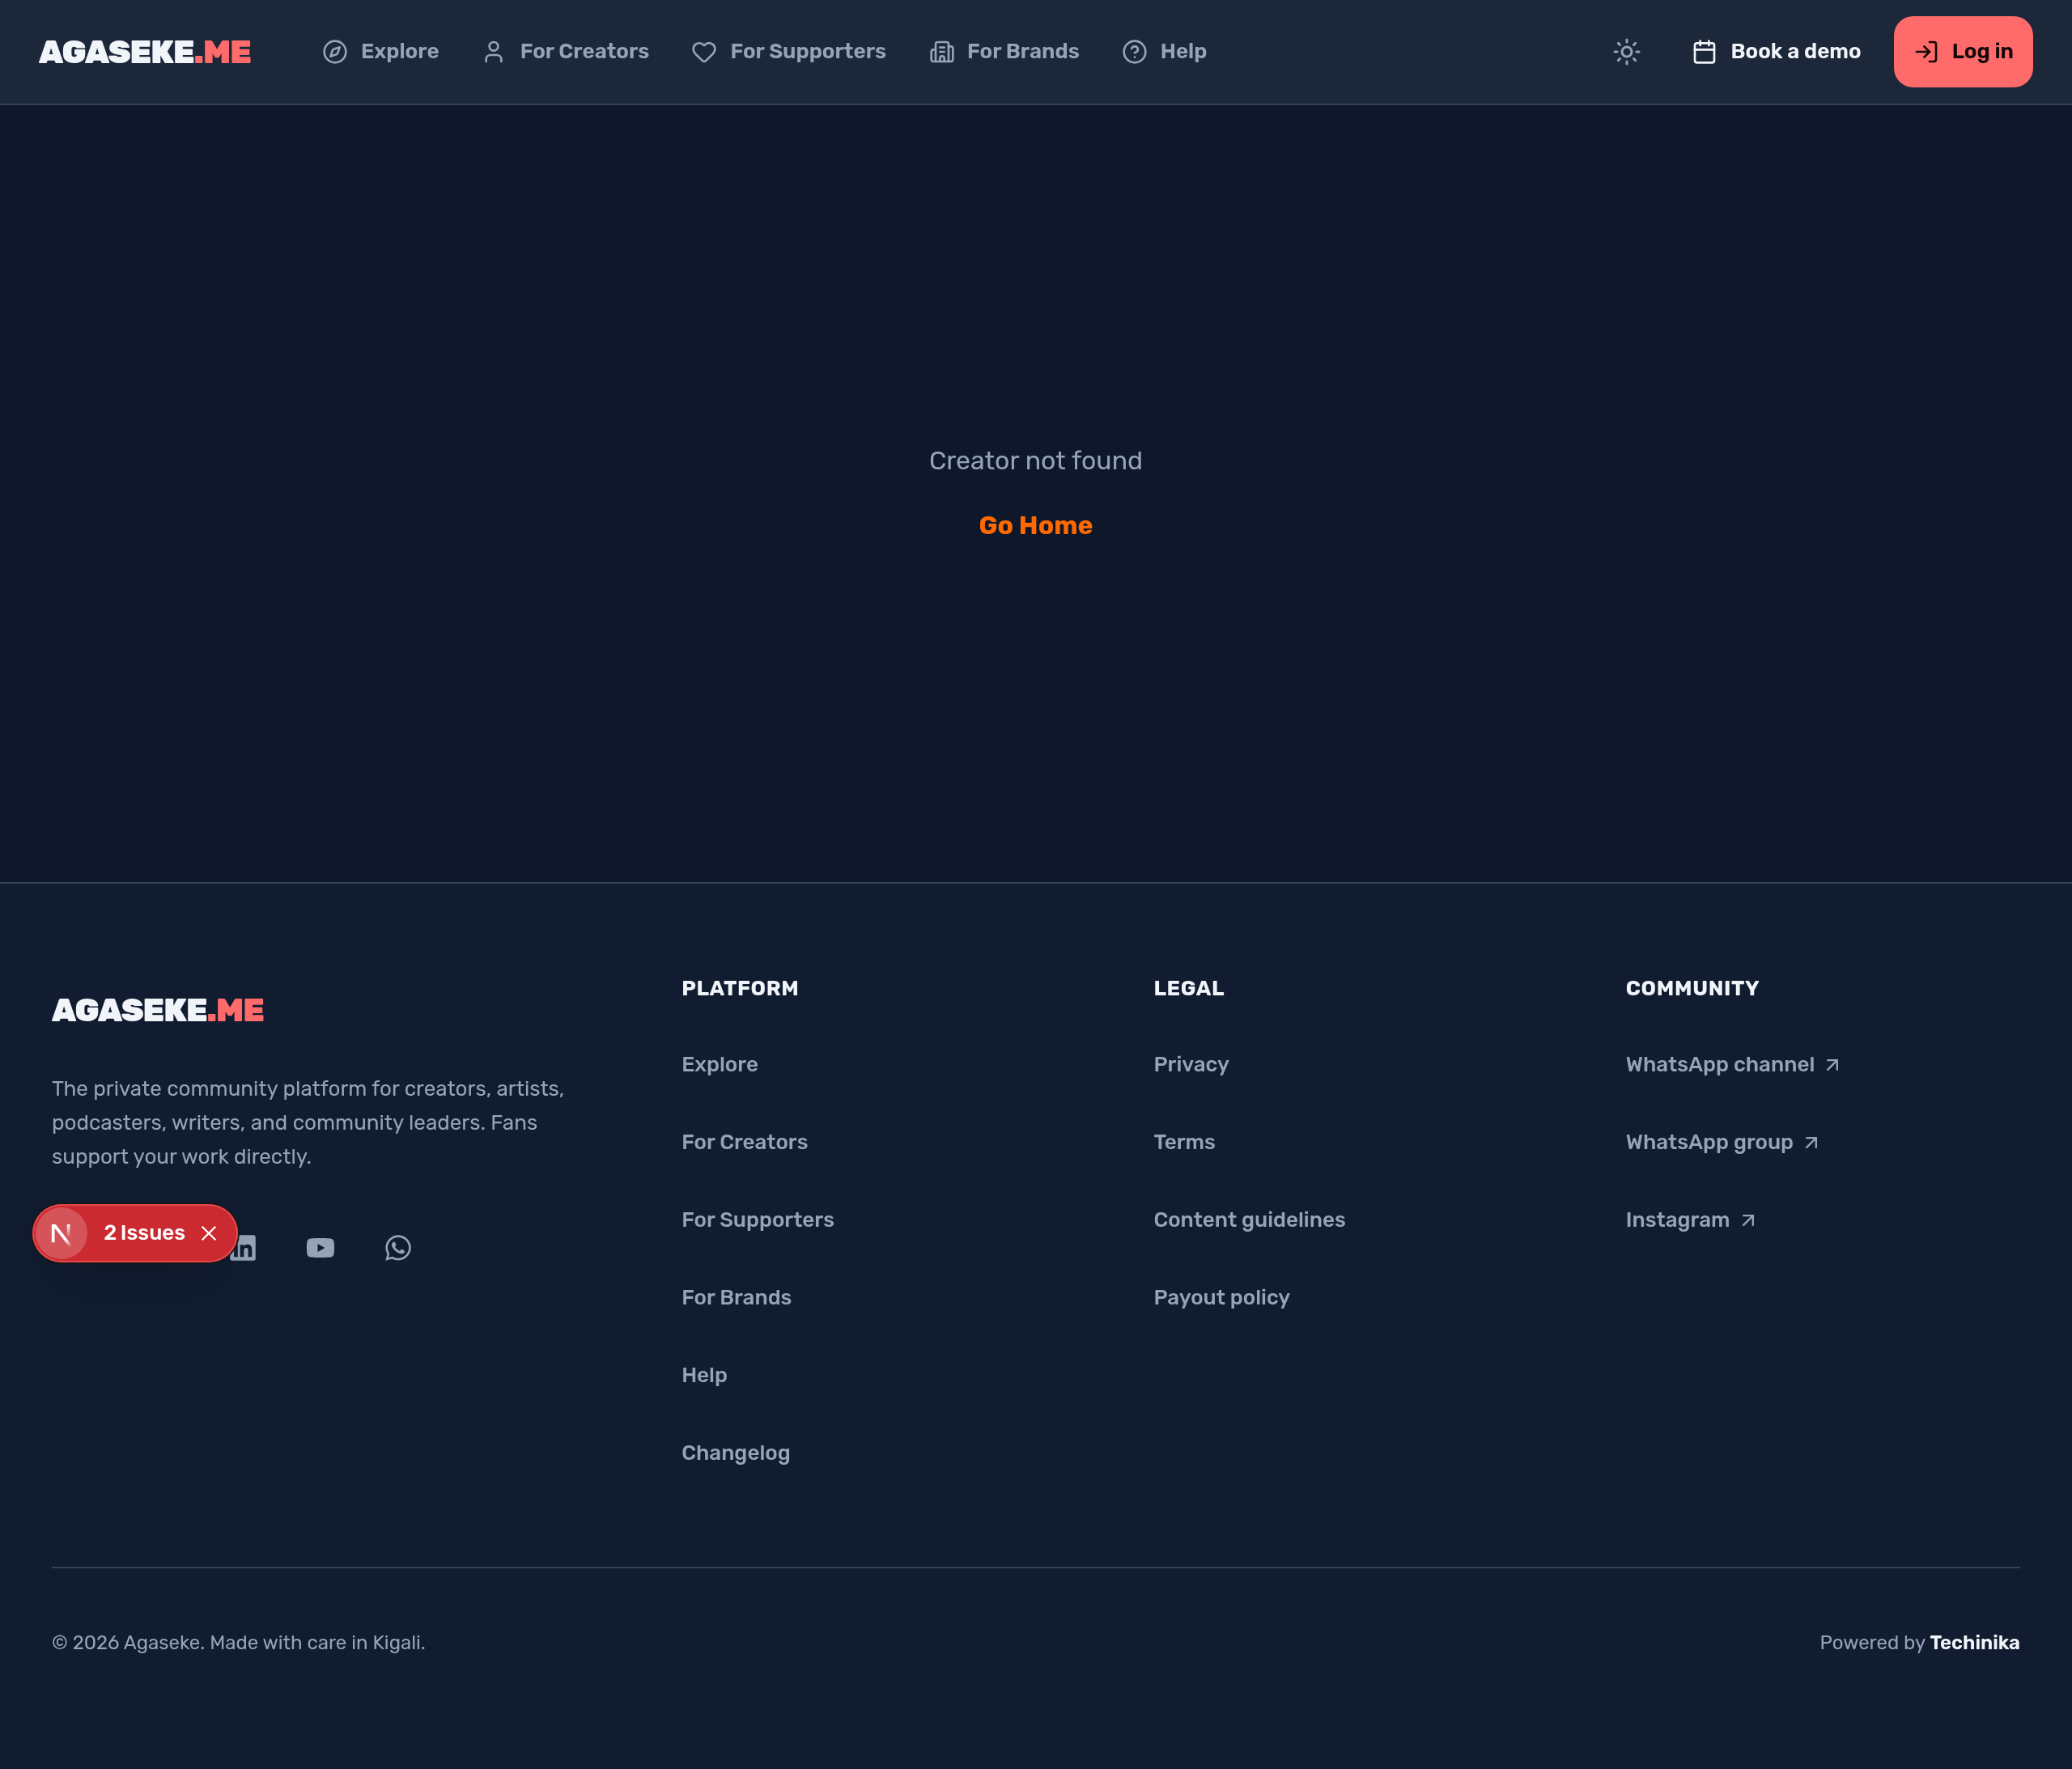 AGASEKE.ME
Explore
For Creators
For Supporters
For Brands
Help
Book a demo
Log in
Creator not found
Go Home
AGASEKE.ME
The private community platform for creators, artists,
podcasters, writers, and community leaders. Fans
support your work directly.
2 Issues
PLATFORM
Explore
For Creators
For Supporters
For Brands
Help
Changelog
LEGAL
Privacy
Terms
Content guidelines
Payout policy
COMMUNITY
WhatsApp channel
WhatsApp group
Instagram
© 2026 Agaseke. Made with care in Kigali.
Powered by Techinika